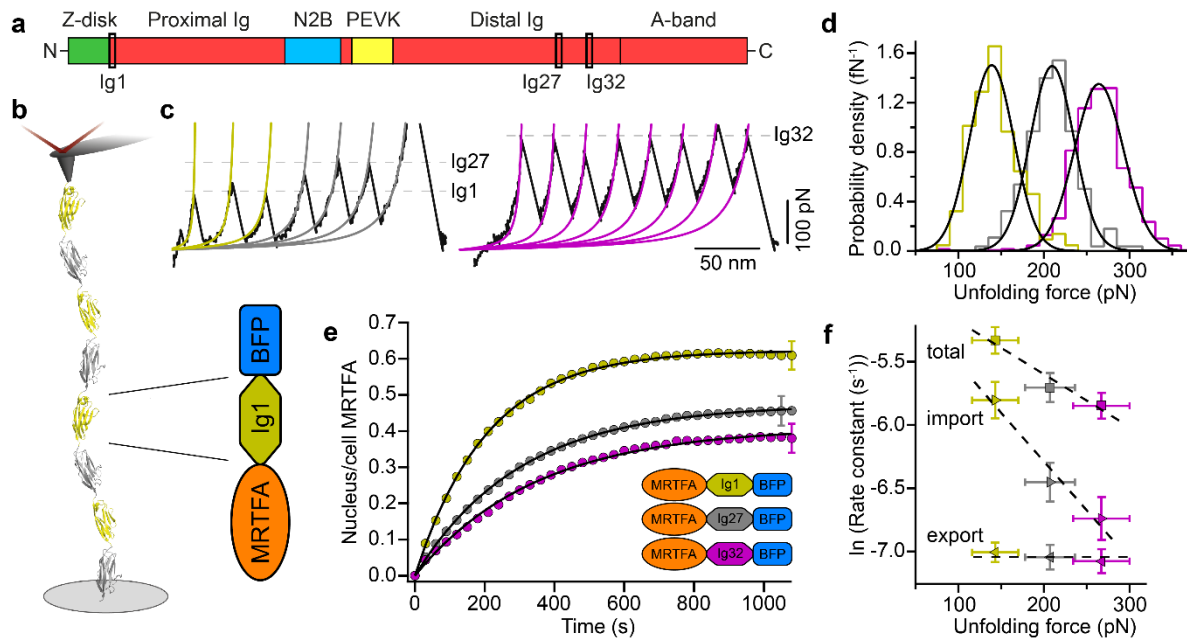 a
Z-disk Proximal Ig N2B PEVK Distal Ig A-band
N C
Ig1 Ig27 Ig32
b
BFP
Ig1
MRTFA
c
Ig27
Ig1
Ig32
100 pN
50 nm
d
Probability density (fN⁻¹)
1.8
1.2
0.6
0.0
100 200 300
Unfolding force (pN)
e
Nucleus/cell MRTFA
0.7
0.6
0.5
0.4
0.3
0.2
0.1
0.0
0 200 400 600 800 1000
Time (s)
MRTFA Ig1 BFP
MRTFA Ig27 BFP
MRTFA Ig32 BFP
f
ln (Rate constant (s⁻¹))
-5.5
-6.0
-6.5
-7.0
total
import
export
100 150 200 250 300
Unfolding force (pN)